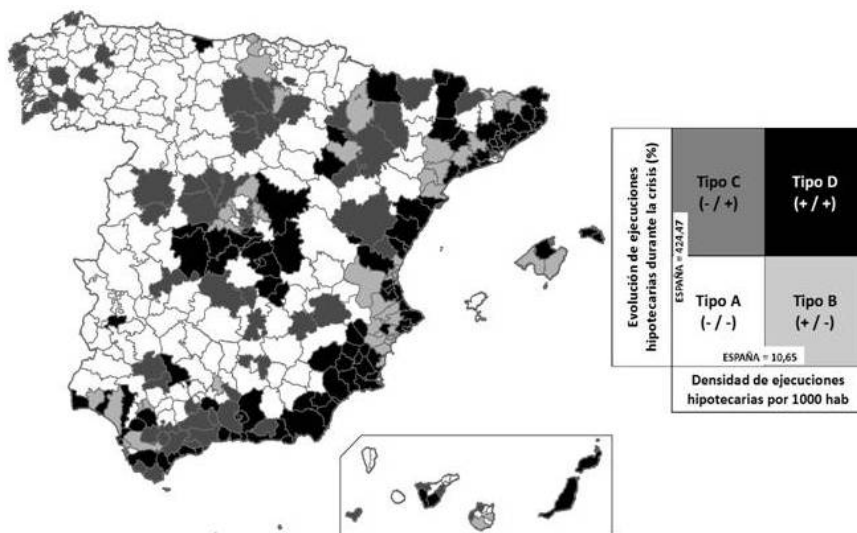 Evolución de ejecuciones
hipotecarias durante la crisis (%)
ESPAÑA = 424,47
Tipo C
(- / +)
Tipo D
(+ / +)
Tipo A
(- / -)
Tipo B
(+ / -)
ESPAÑA = 10,65
Densidad de ejecuciones
hipotecarias por 1000 hab